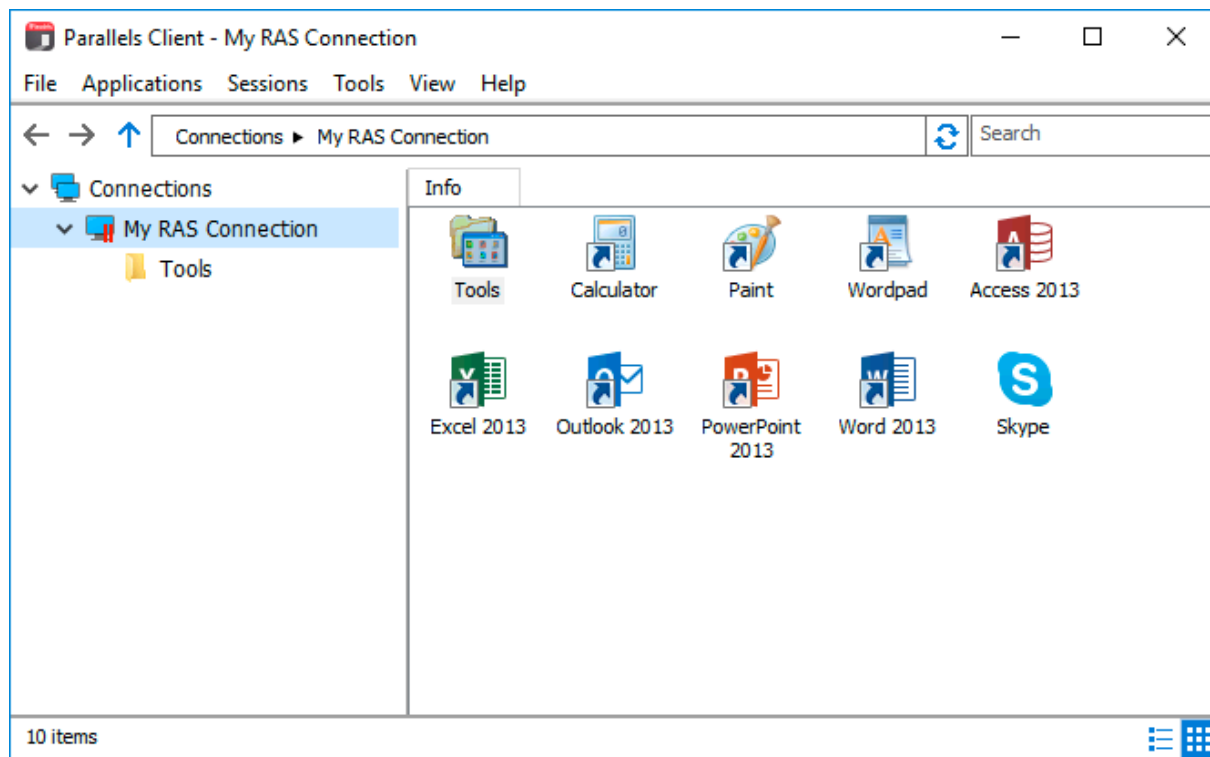 Parallels Client - My RAS Connection
File Applications Sessions Tools View Help
Connections ▸ My RAS Connection
Search
Connections
My RAS Connection
Tools
Info
Tools Calculator Paint Wordpad Access 2013
Excel 2013 Outlook 2013 PowerPoint 2013 Word 2013 Skype
10 items